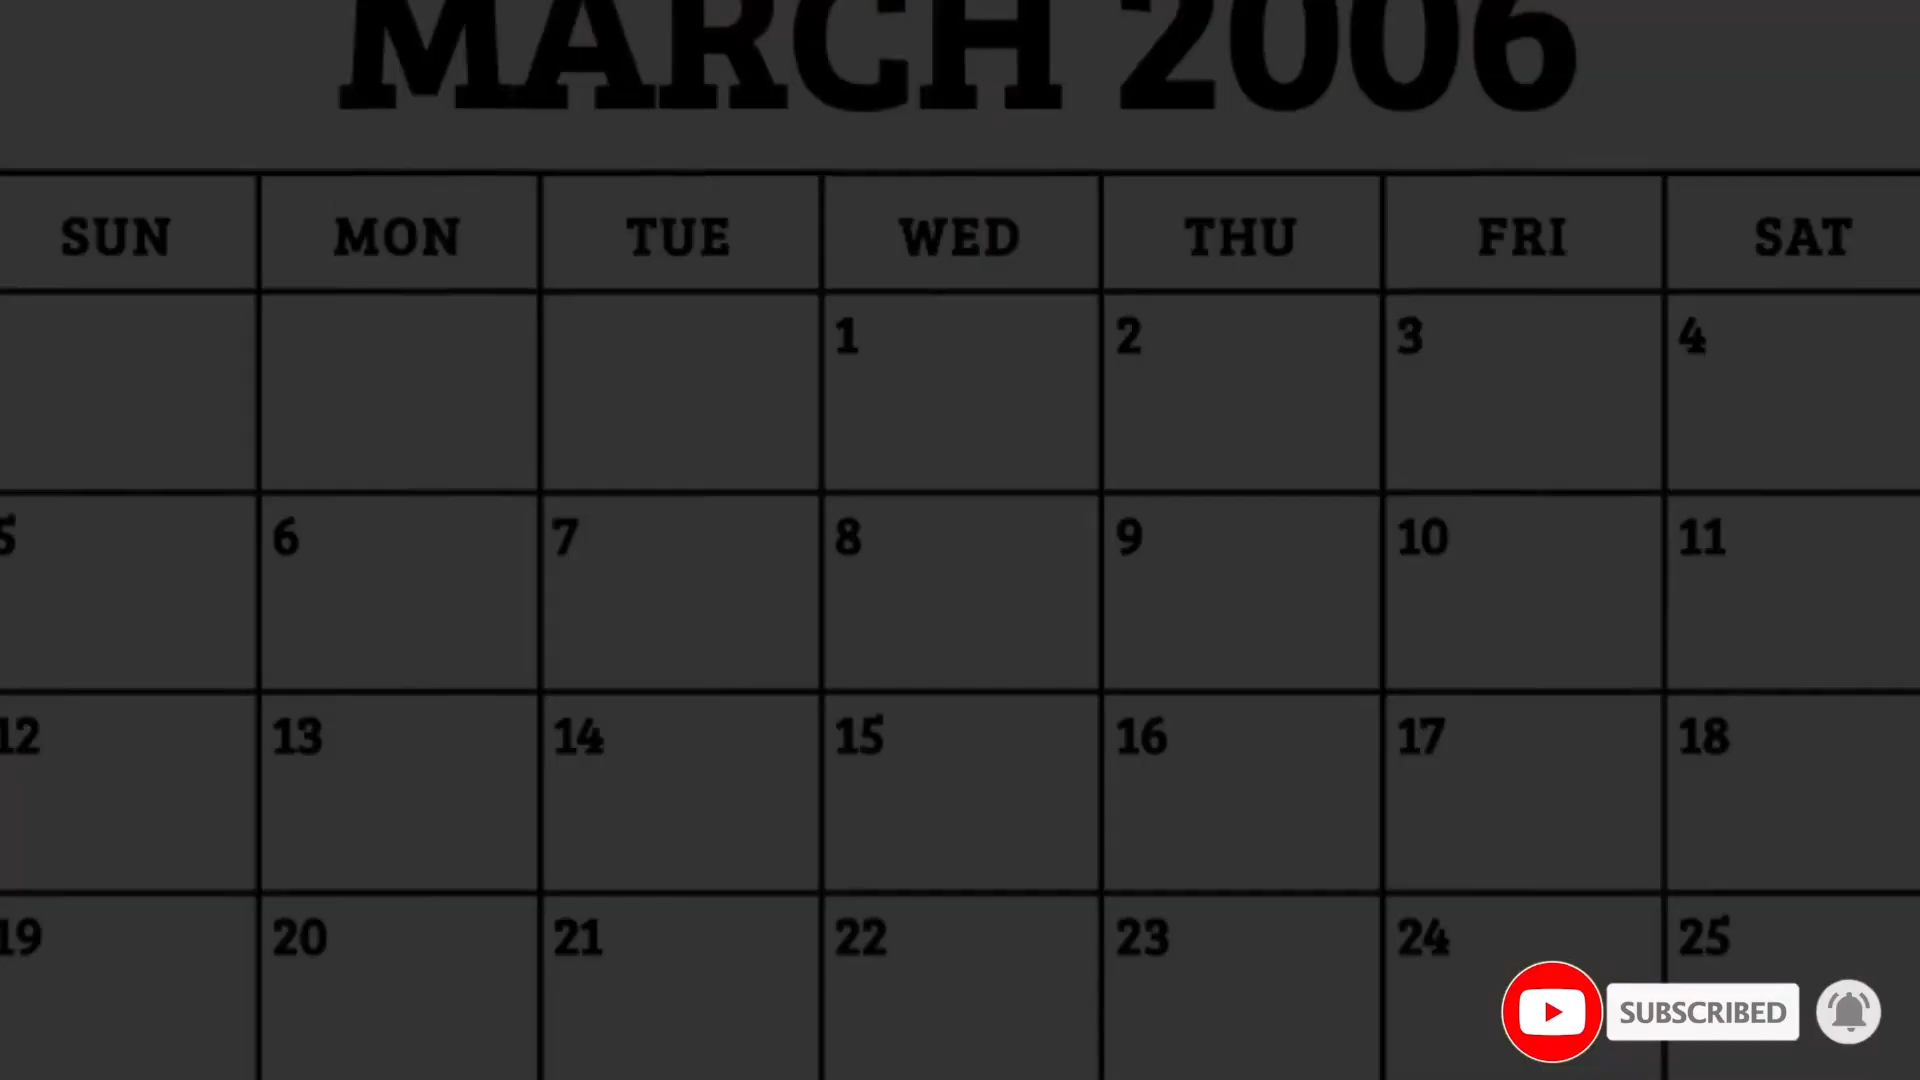 MARCH 2006
SUN MON TUE WED THU FRI SAT
1 2 3 4
5 6 7 8 9 10 11
12 13 14 15 16 17 18
19 20 21 22 23 24 25
SUBSCRIBED